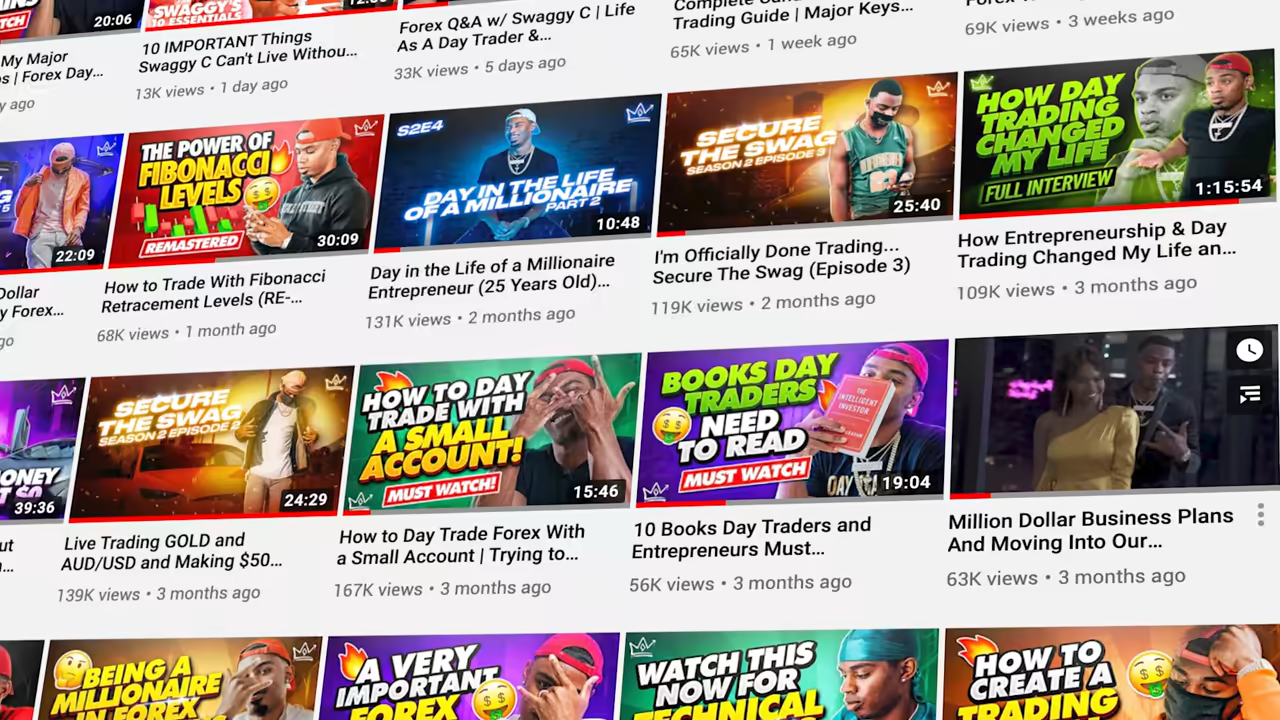 TCH
SWAGGY'S
10 ESSENTIALS
My Major
s | Forex Day...
ago
10 IMPORTANT Things
Swaggy C Can't Live Withou...
13K views • 1 day ago
Forex Q&A w/ Swaggy C | Life
As A Day Trader &...
33K views • 5 days ago
Trading Guide | Major Keys...
65K views • 1 week ago
69K views • 3 weeks ago
22:09
THE POWER OF
FIBONACCI
LEVELS
REMASTERED
30:09
S2E4
DAY IN THE LIFE
OF A MILLIONAIRE
PART 2
10:48
SECURE
THE SWAG
SEASON 2 EPISODE 3
25:40
HOW DAY
TRADING
CHANGED
MY LIFE
FULL INTERVIEW
1:15:54
Dollar
y Forex...
go
How to Trade With Fibonacci
Retracement Levels (RE-...
68K views • 1 month ago
Day in the Life of a Millionaire
Entrepreneur (25 Years Old)...
131K views • 2 months ago
I'm Officially Done Trading...
Secure The Swag (Episode 3)
119K views • 2 months ago
How Entrepreneurship & Day
Trading Changed My Life an...
109K views • 3 months ago
ONEY
T $0
39:36
SECURE
THE SWAG
SEASON 2 EPISODE 2
24:29
HOW TO DAY
TRADE WITH
A SMALL
ACCOUNT!
MUST WATCH!
15:46
BOOKS DAY
TRADERS
NEED
TO READ
MUST WATCH
THE
INTELLIGENT
INVESTOR
19:04
ut
Live Trading GOLD and
AUD/USD and Making $50...
139K views • 3 months ago
How to Day Trade Forex With
a Small Account | Trying to...
167K views • 3 months ago
10 Books Day Traders and
Entrepreneurs Must...
56K views • 3 months ago
Million Dollar Business Plans
And Moving Into Our...
63K views • 3 months ago
BEING A
MILLIONAIRE
IN FOREX
A VERY
IMPORTANT
FOREX
WATCH THIS
NOW FOR
TECHNICAL
HOW TO
CREATE A
TRADING